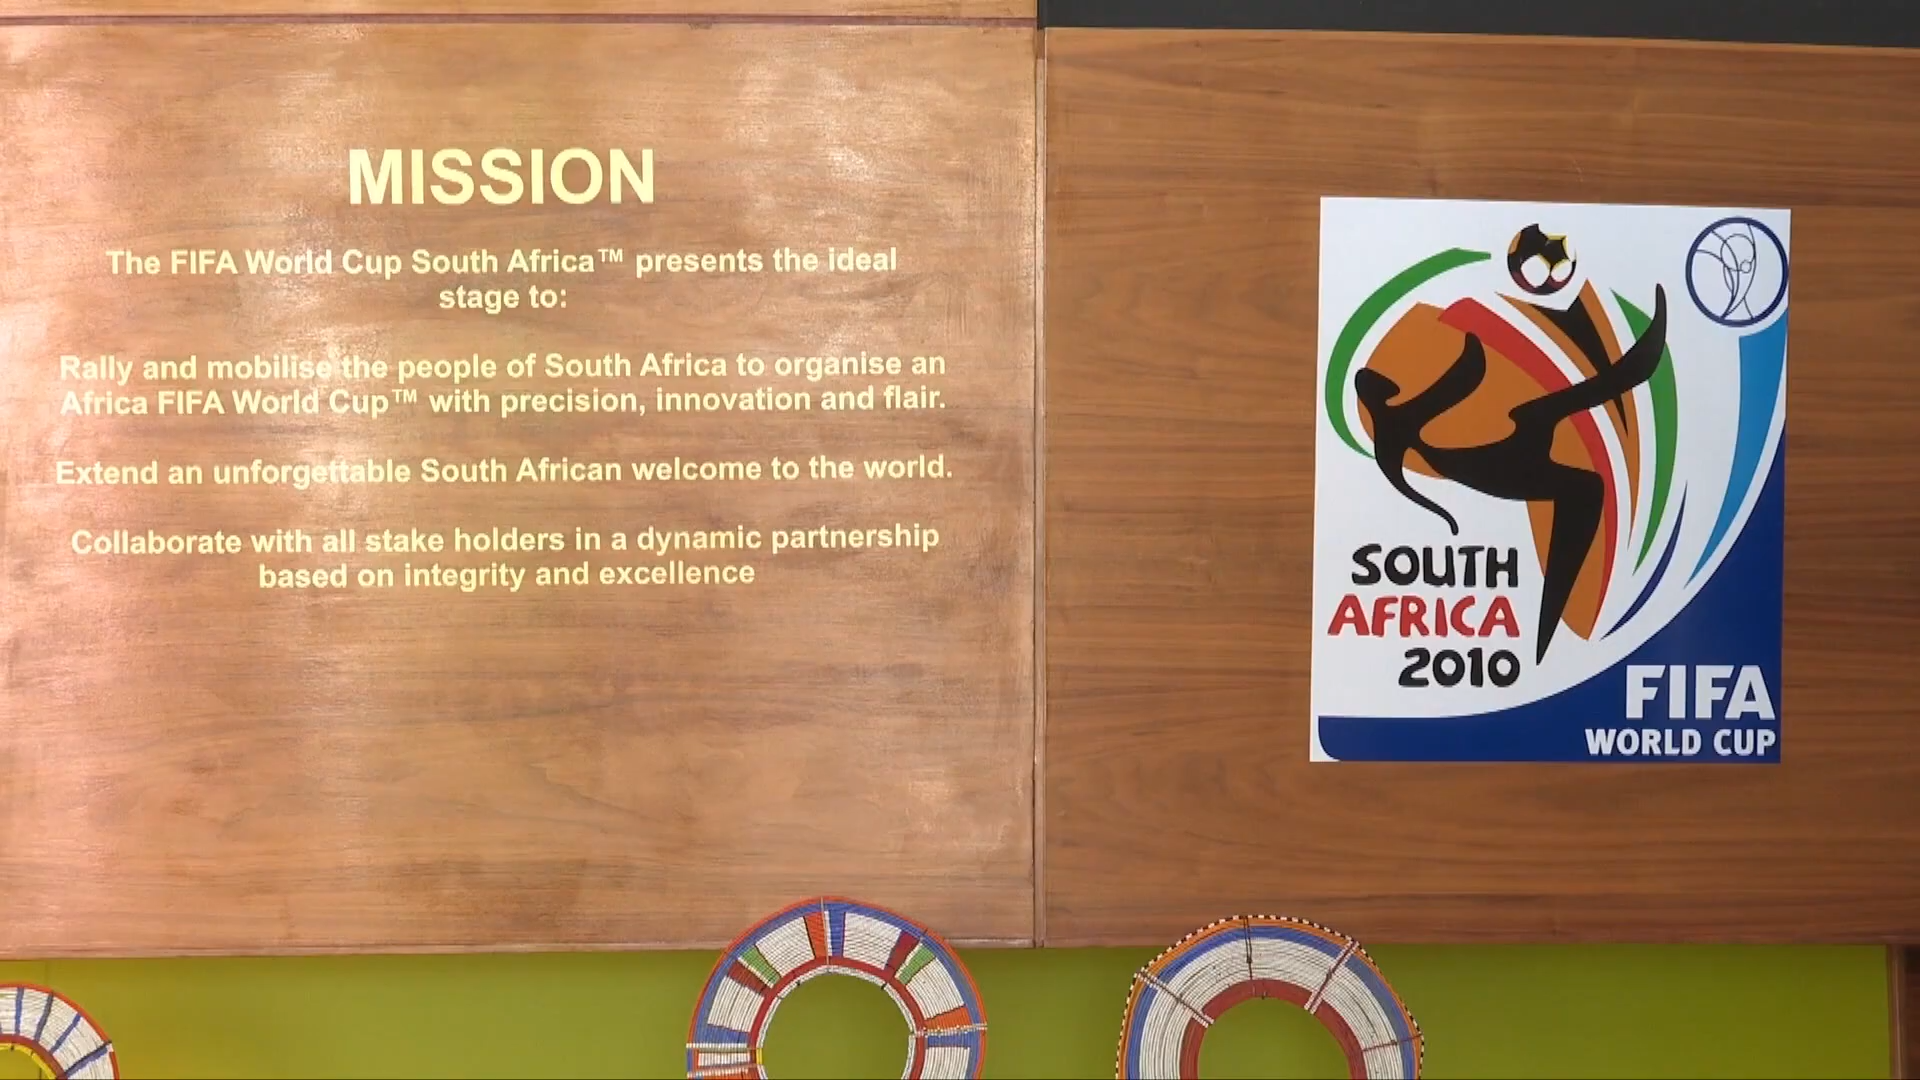 MISSION
The FIFA World Cup South Africa™ presents the ideal
stage to:
Rally and mobilise the people of South Africa to organise an
Africa FIFA World Cup™ with precision, innovation and flair.
Extend an unforgettable South African welcome to the world.
Collaborate with all stake holders in a dynamic partnership
based on integrity and excellence
SOUTH
AFRICA
2010
FIFA
WORLD CUP